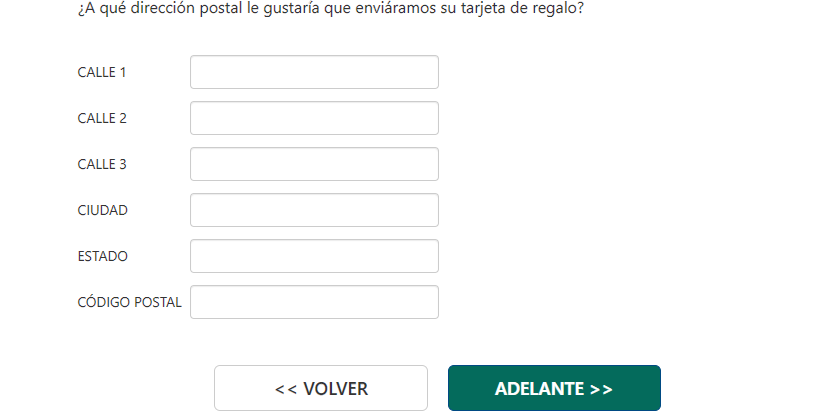 ¿A qué dirección postal le gustaría que enviáramos su tarjeta de regalo?
CALLE 1
CALLE 2
CALLE 3
CIUDAD
ESTADO
CÓDIGO POSTAL
<< VOLVER
ADELANTE >>